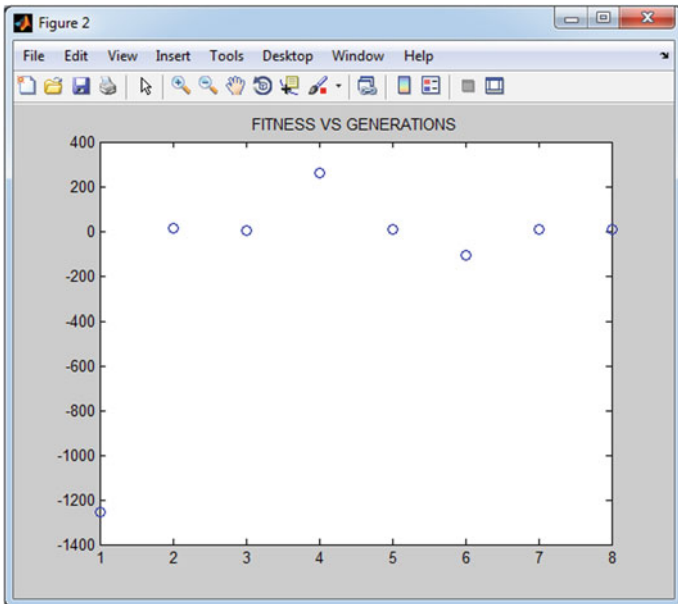 Figure 2
File Edit View Insert Tools Desktop Window Help
FITNESS VS GENERATIONS
400
200
0
-200
-400
-600
-800
-1000
-1200
-1400
1 2 3 4 5 6 7 8